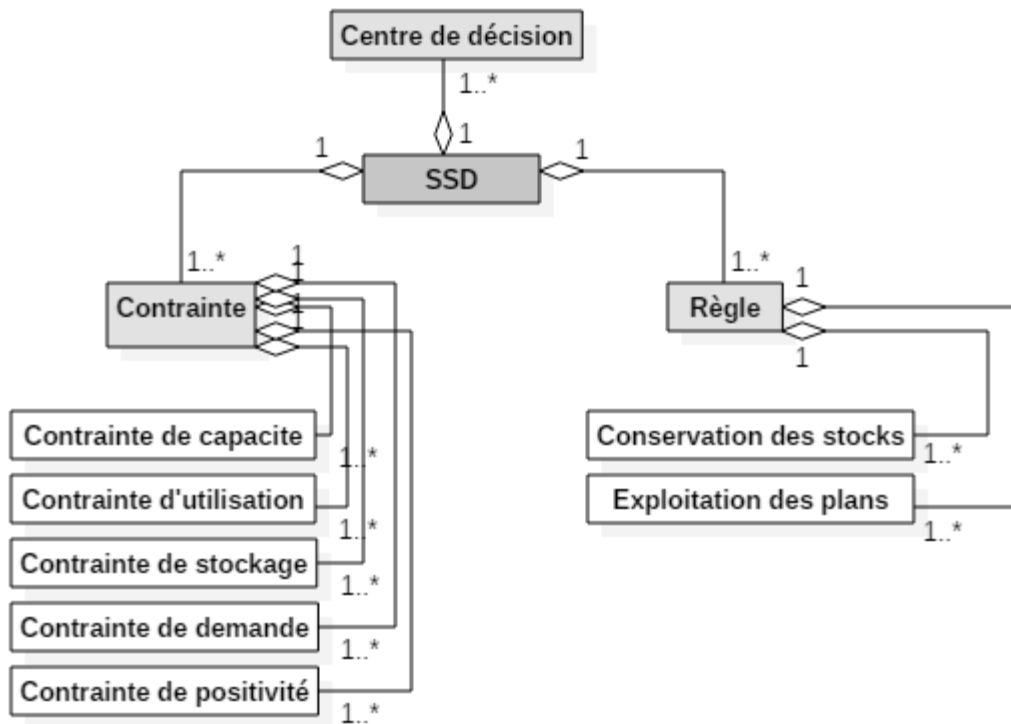 Centre de décision
1..*
1
SSD
1
1
1..*
1..*
Contrainte
1
1
1
Règle
1
1
Contrainte de capacite
1..*
Contrainte d'utilisation
1..*
Contrainte de stockage
1..*
Contrainte de demande
1..*
Contrainte de positivité
1..*
Conservation des stocks
1..*
Exploitation des plans
1..*